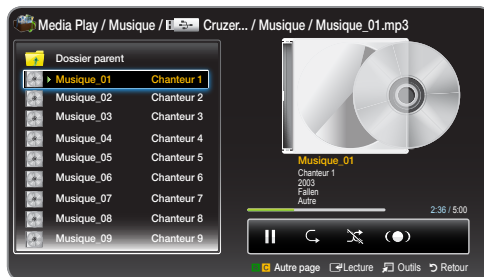 Media Play / Musique / Cruzer... / Musique / Musique_01.mp3
Dossier parent
Musique_01 Chanteur 1
Musique_02 Chanteur 2
Musique_03 Chanteur 3
Musique_04 Chanteur 4
Musique_05 Chanteur 5
Musique_06 Chanteur 6
Musique_07 Chanteur 7
Musique_08 Chanteur 8
Musique_09 Chanteur 9
Musique_01
Chanteur 1
2003
Fallen
Autre
2:36 / 5:00
C Autre page Lecture Outils Retour